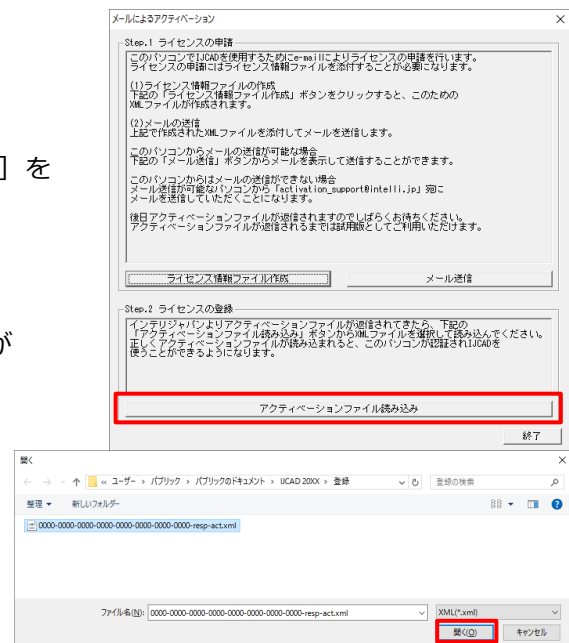 メールによるアクティベーション
Step.1 ライセンスの申請
このパソコンでIJCADを使用するためにe-mailによりライセンスの申請を行います。
ライセンスの申請にはライセンス情報ファイルを添付することが必要になります。
(1)ライセンス情報ファイルの作成
下記の「ライセンス情報ファイル作成」ボタンをクリックすると、このための
XMLファイルが作成されます。
(2)メールの送信
上記で作成されたXMLファイルを添付してメールを送信します。
］を
このパソコンからメールの送信が可能な場合
下記の「メール送信」ボタンからメールを表示して送信することができます。
このパソコンからはメールの送信ができない場合
メール送信が可能なパソコンから「activation_support@intelli.jp」宛に
メールを送信していただくことになります。
後日アクティベーションファイルが返信されますのでしばらくお待ちください。
アクティベーションファイルが返信されるまでは試用版としてご利用いただけます。
ライセンス情報ファイル作成
メール送信
Step.2 ライセンスの登録
インテリジャパンよりアクティベーションファイルが返信されてきたら、下記の
「アクティベーションファイル読み込み」ボタンからXMLファイルを選択して読み込んでください。
正しくアクティベーションファイルが読み込まれると、このパソコンが認証されIJCADを
使うことができるようになります。
が
アクティベーションファイル読み込み
終了
開く
« ユーザー › パブリック › パブリックのドキュメント › IJCAD 20XX › 登録
登録の検索
整理
新しいフォルダー
0000-0000-0000-0000-0000-0000-0000-0000-resp-act.xml
ファイル名(N): 0000-0000-0000-0000-0000-0000-0000-0000-resp-act.xml
XML(*.xml)
開く(O)
キャンセル